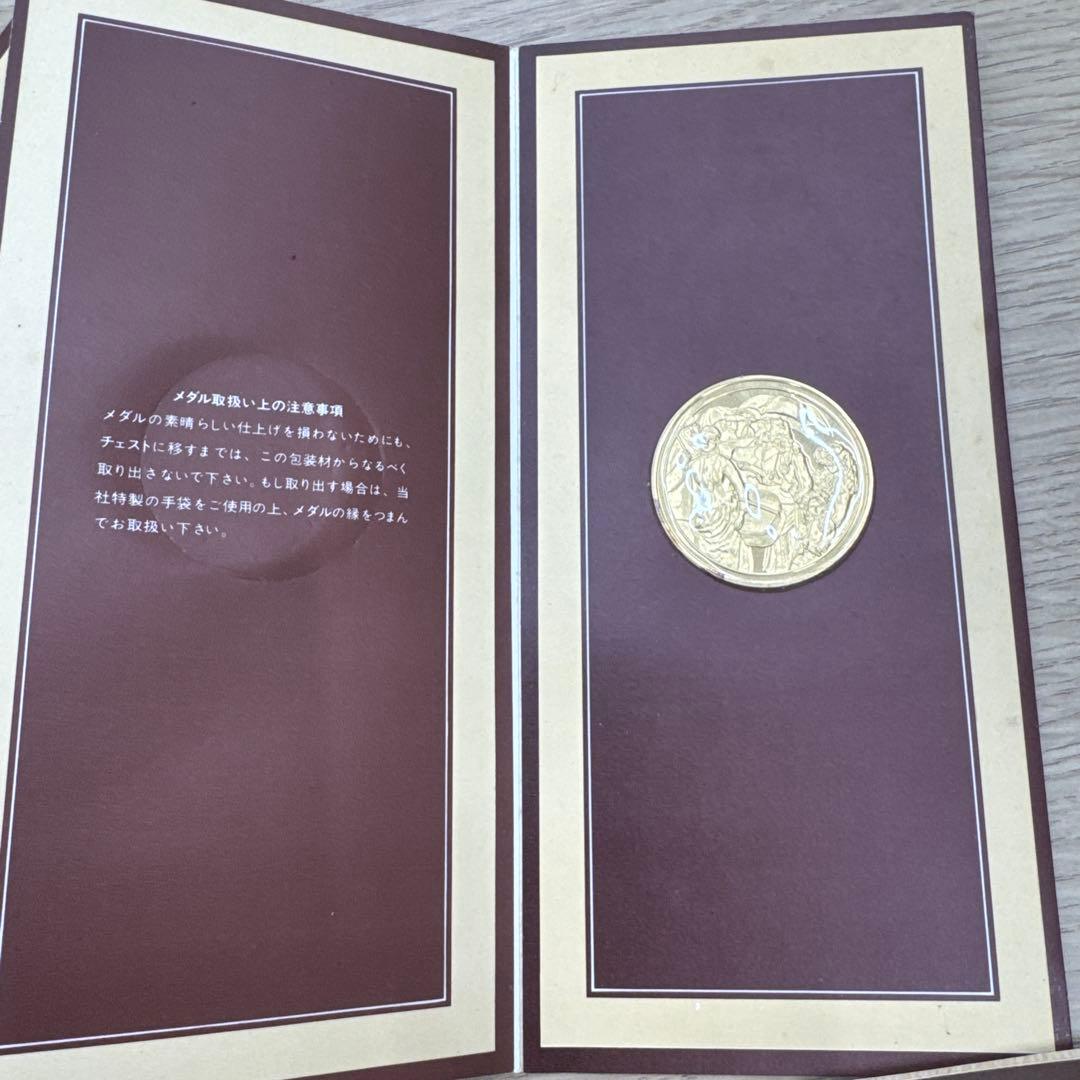 メダル取扱い上の注意事項
メダルの素晴らしい仕上げを損わないためにも、
チェストに移すまでは、この包装材からなるべく
取り出さないで下さい。もし取り出す場合は、当
社特製の手袋をご使用の上、メダルの縁をつまん
でお取扱い下さい。